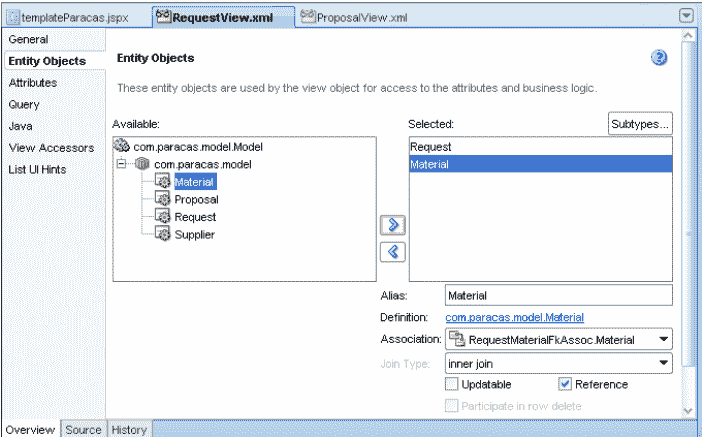 templateParacas.jspx RequestView.xml ProposalView.xml
General
Entity Objects
Attributes
Query
Java
View Accessors
List UI Hints
Entity Objects
These entity objects are used by the view object for access to the attributes and business logic.
Available:
com.paracas.model.Model
com.paracas.model
Material
Proposal
Request
Supplier
Selected:
Subtypes...
Request
Material
Alias: Material
Definition: com.paracas.model.Material
Association: RequestMaterialFkAssoc.Material
Join Type: inner join
Updatable Reference
Participate in row delete
Overview Source History